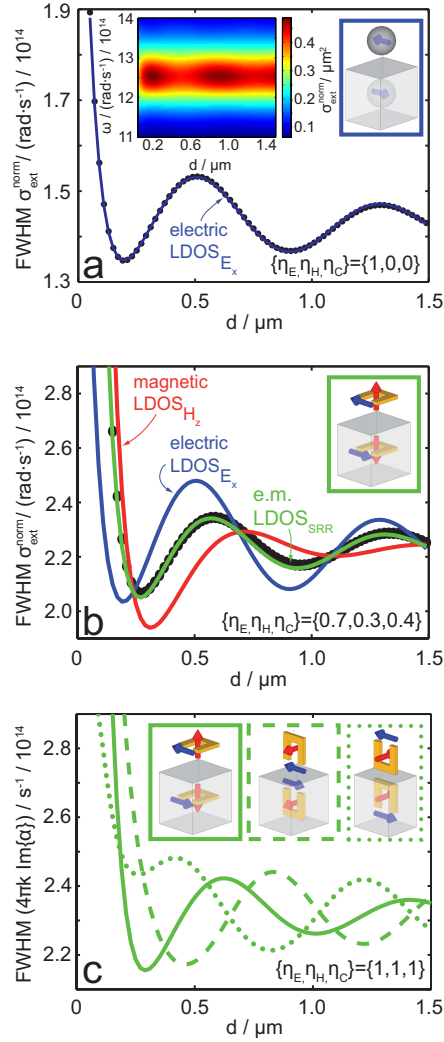 1.9
1.7
1.5
1.3
FWHM σ_ext^norm / (rad·s⁻¹) / 10¹⁴
14
13
12
11
ω / (rad·s⁻¹) / 10¹⁴
0.2 1.0 1.5
d / µm
0.4
0.3
0.2
0.1
σ_ext^norm / µm²
electric
LDOS_Eₓ
a
{η_E,η_H,η_C}={1,0,0}
0 0.5 1.0 1.5
d / µm
2.8
2.6
2.4
2.2
2.0
FWHM σ_ext^norm / (rad·s⁻¹) / 10¹⁴
magnetic
LDOS_H_z
electric
LDOS_Eₓ
e.m.
LDOS_SRR
b
{η_E,η_H,η_C}={0.7,0.3,0.4}
0 0.5 1.0 1.5
d / µm
2.8
2.6
2.4
2.2
FWHM (4πk Im{α}) / s⁻¹ / 10¹⁴
c
{η_E,η_H,η_C}={1,1,1}
0 0.5 1.0 1.5
d / µm